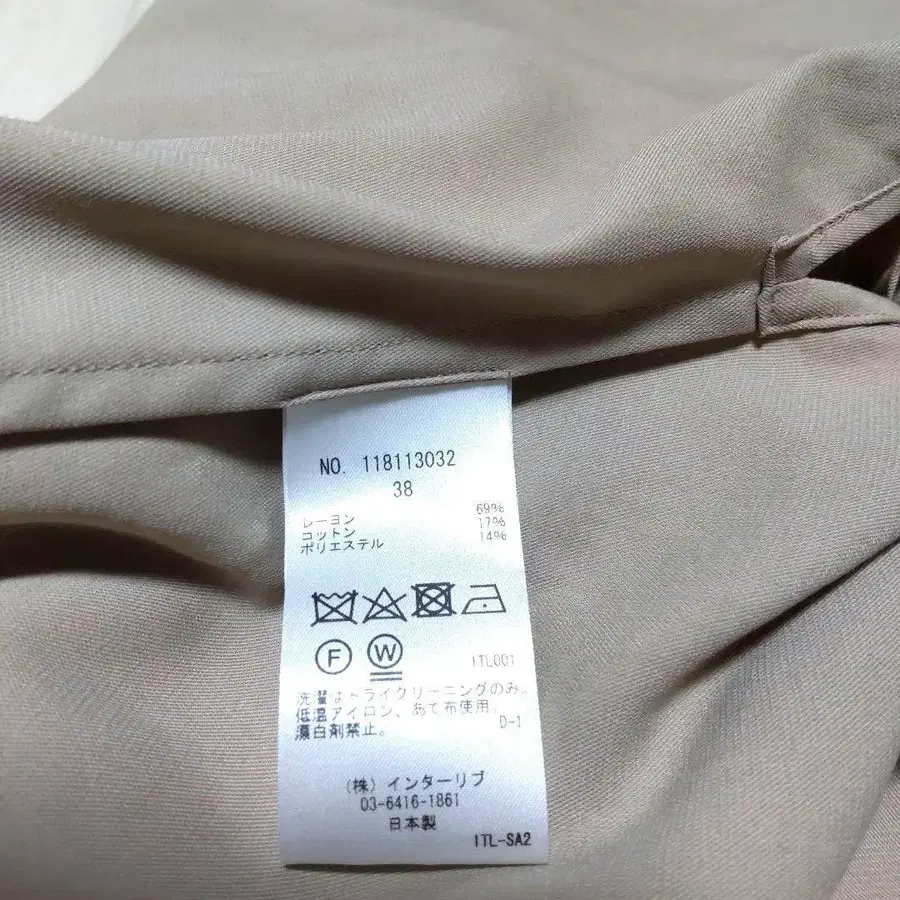 NO. 118113032
38
レーヨン 69%
コットン 17%
ポリエステル 14%
F W ITL001
洗濯はドライクリーニングのみ。
低温アイロン、あて布使用。
漂白剤禁止。 D-1
(株)インターリブ
03-6416-1861
日本製
ITL-SA2